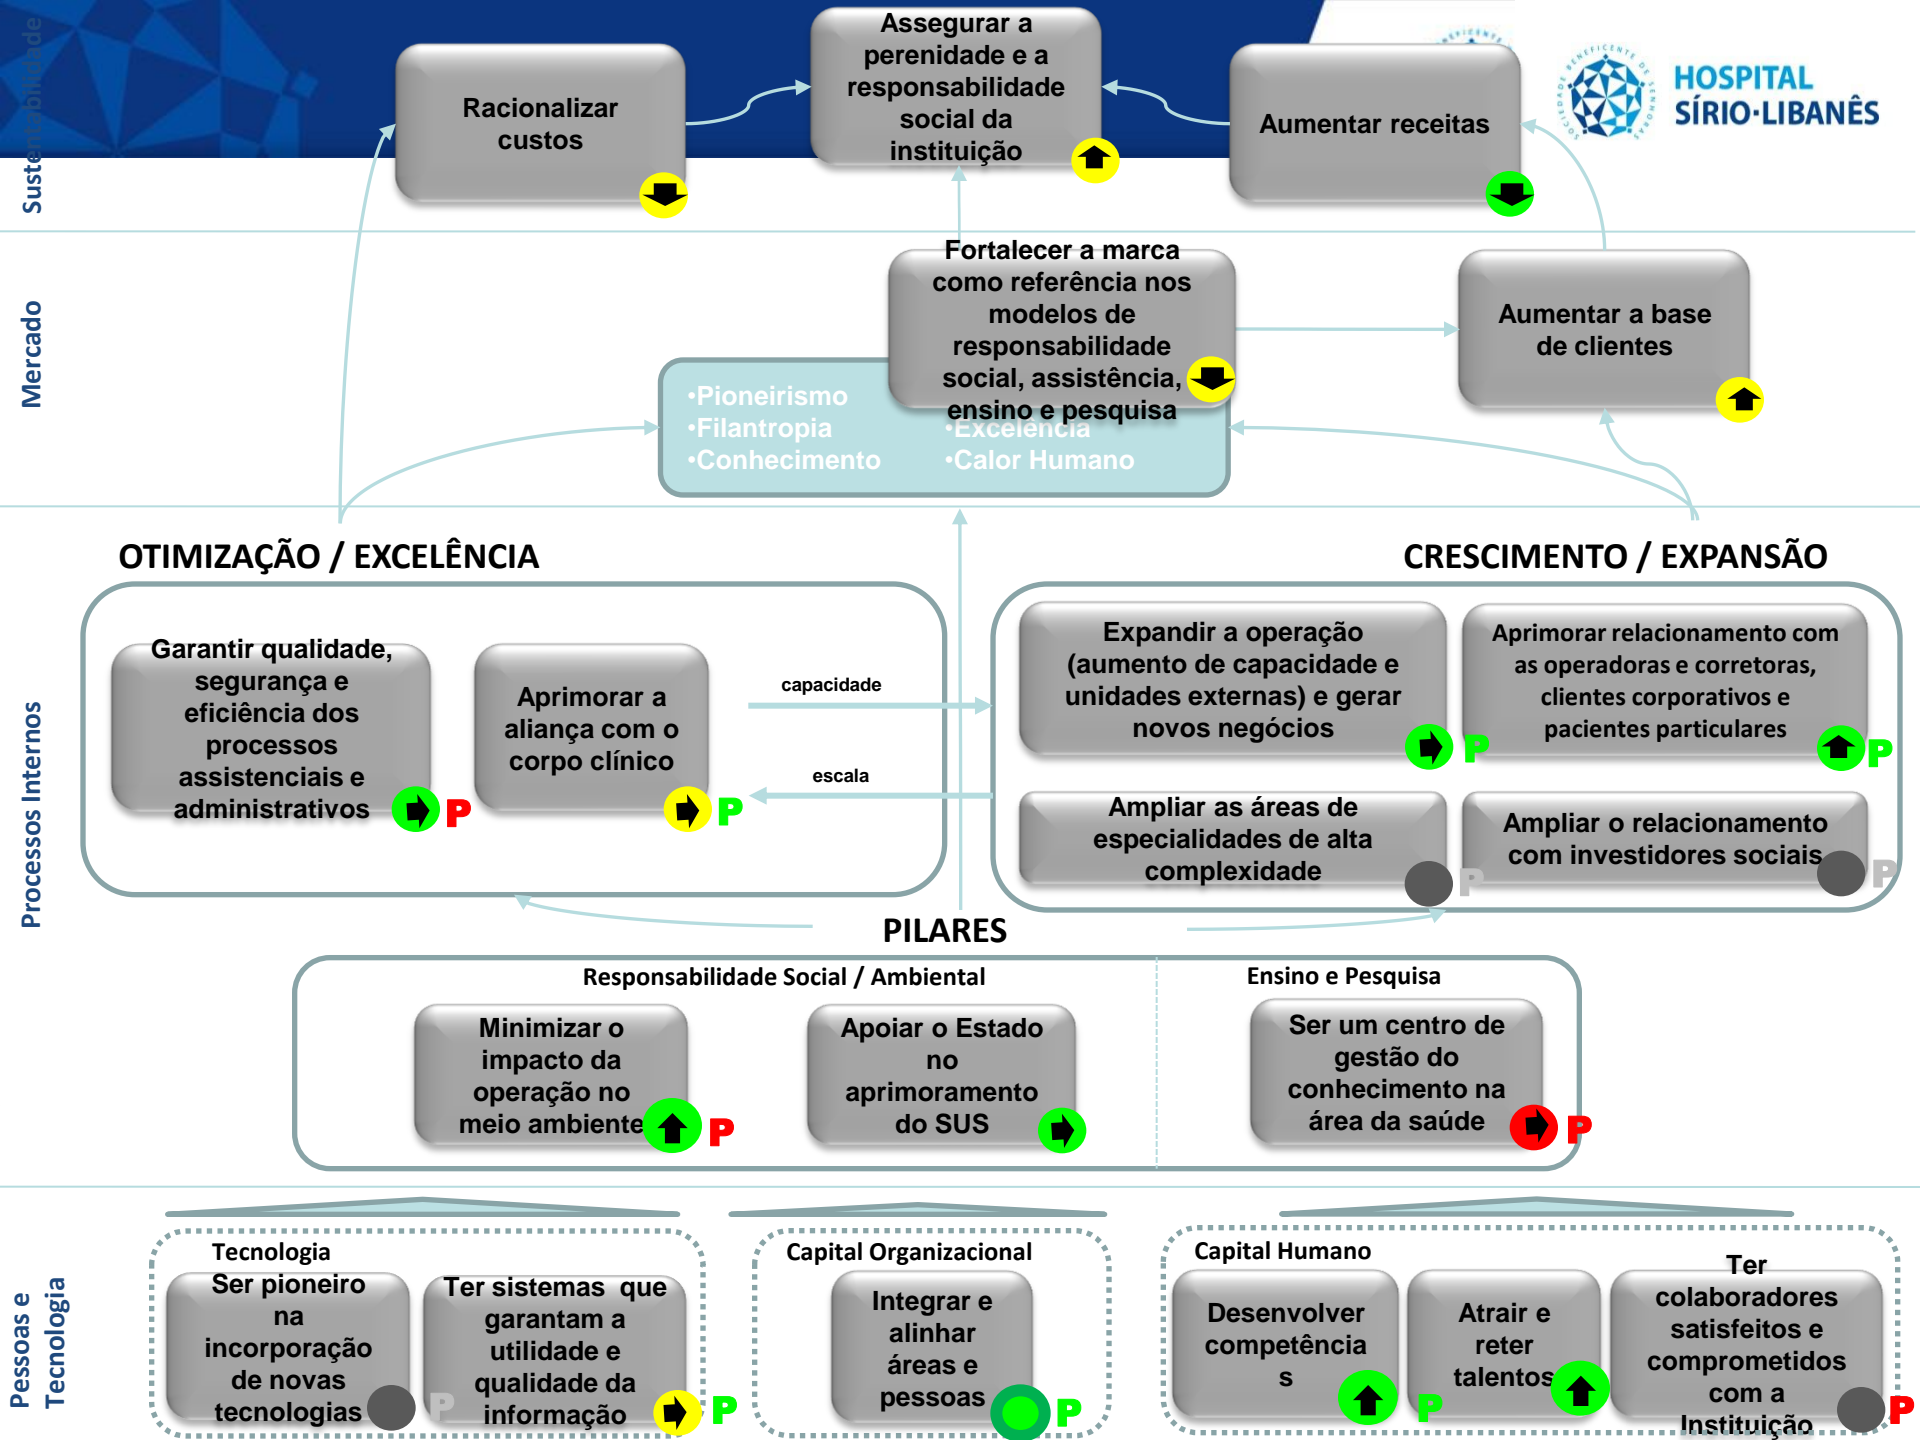 Sustentabilidade
Racionalizar
custos
Assegurar a
perenidade e a
responsabilidade
social da
instituição
Aumentar receitas
SOCIEDADE BENEFICENTE DE SENHORAS
HOSPITAL
SÍRIO·LIBANÊS
Mercado
Fortalecer a marca
como referência nos
modelos de
responsabilidade
social, assistência,
ensino e pesquisa
Aumentar a base
de clientes
•Pioneirismo
•Filantropia
•Conhecimento
•Excelência
•Calor Humano
Processos Internos
OTIMIZAÇÃO / EXCELÊNCIA
Garantir qualidade,
segurança e
eficiência dos
processos
assistenciais e
administrativos
P
Aprimorar a
aliança com o
corpo clínico
P
capacidade
escala
CRESCIMENTO / EXPANSÃO
Expandir a operação
(aumento de capacidade e
unidades externas) e gerar
novos negócios
P
Aprimorar relacionamento com
as operadoras e corretoras,
clientes corporativos e
pacientes particulares
P
Ampliar as áreas de
especialidades de alta
complexidade
P
Ampliar o relacionamento
com investidores sociais
P
PILARES
Responsabilidade Social / Ambiental
Minimizar o
impacto da
operação no
meio ambiente
P
Apoiar o Estado
no
aprimoramento
do SUS
Ensino e Pesquisa
Ser um centro de
gestão do
conhecimento na
área da saúde
P
Pessoas e
Tecnologia
Tecnologia
Ser pioneiro
na
incorporação
de novas
tecnologias
P
Ter sistemas  que
garantam a
utilidade e
qualidade da
informação
P
Capital Organizacional
Integrar e
alinhar
áreas e
pessoas
P
Capital Humano
Desenvolver
competência
s
P
Atrair e
reter
talentos
Ter
colaboradores
satisfeitos e
comprometidos
com a
Instituição
P